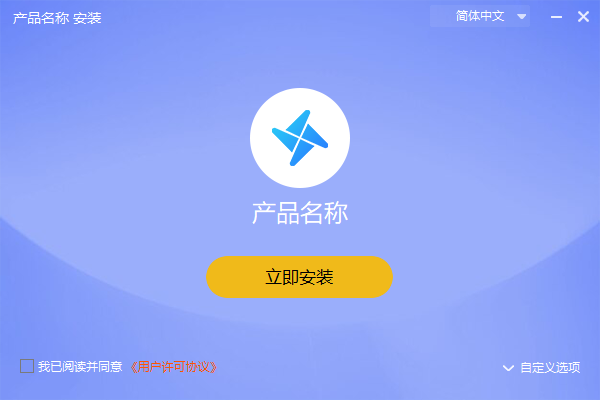 产品名称 安装
简体中文
产品名称
立即安装
我已阅读并同意 《用户许可协议》
自定义选项